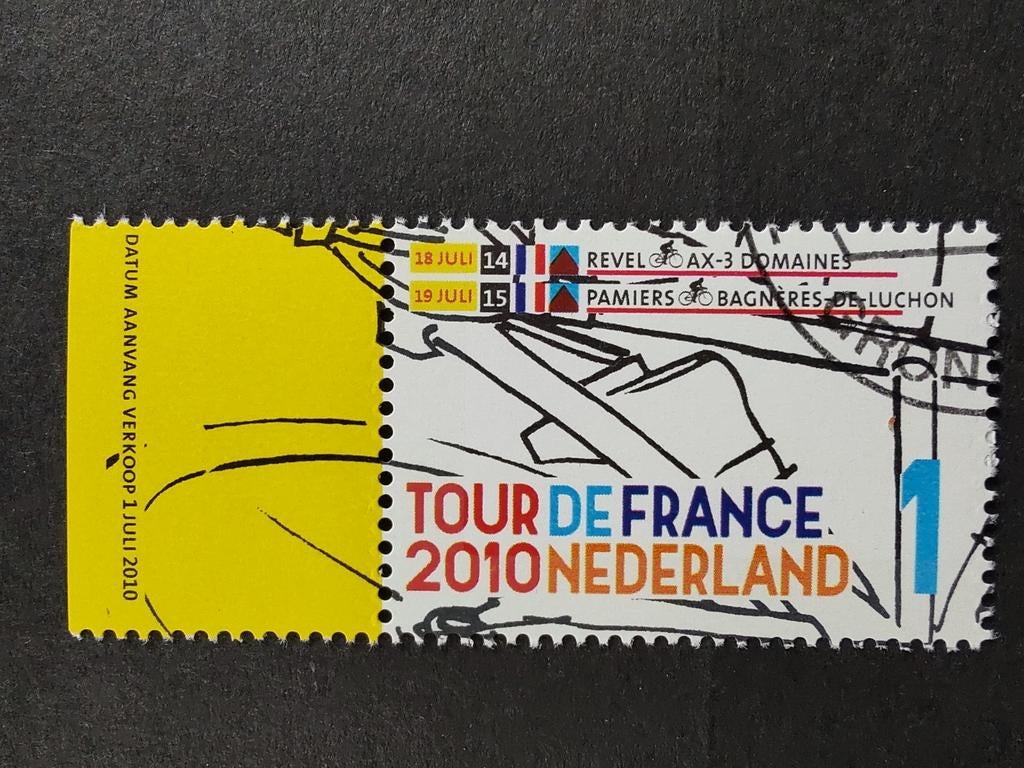 DATUM AANVANG VERKOOP 1 JULI 2010
18 JULI 14 REVEL AX-3 DOMAINES
19 JULI 15 PAMIERS BAGNÈRES-DE-LUCHON
GRON
TOUR DE FRANCE
2010 NEDERLAND
1